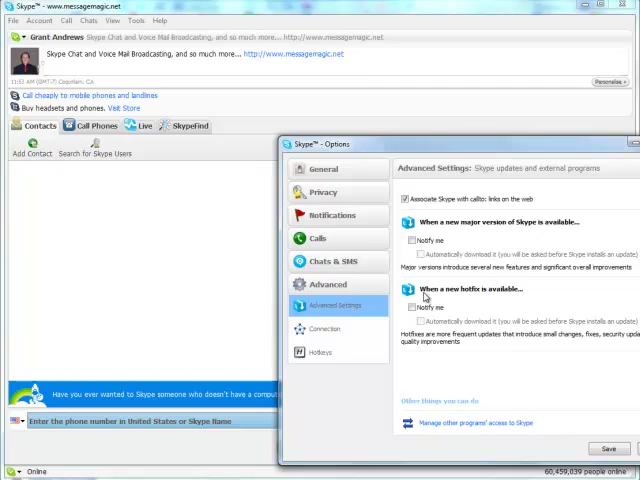 Skype™ - www.messagemagic.net
File Account Call Chats View Tools Help
Grant Andrews Skype Chat and Voice Mail Broadcasting, and so much more... http://www.messagemagic.net
Skype Chat and Voice Mail Broadcasting, and so much more... http://www.messagemagic.net
11:53 AM (GMT-7) Coquitlam, CA
Personalise
Call cheaply to mobile phones and landlines
Buy headsets and phones. Visit Store
Contacts Call Phones Live SkypeFind
Add Contact Search for Skype Users
Skype™ - Options
General
Privacy
Notifications
Calls
Chats & SMS
Advanced
Advanced Settings
Connection
Hotkeys
Advanced Settings: Skype updates and external programs
Associate Skype with callto: links on the web
When a new major version of Skype is available...
Notify me
Automatically download it (you will be asked before Skype installs an update)
Major versions introduce several new features and significant overall improvements
When a new hotfix is available...
Notify me
Automatically download it (you will be asked before Skype installs an update)
Hotfixes are more frequent updates that introduce small changes, fixes, security upda
quality improvements
Other things you can do
Manage other programs' access to Skype
Save
Have you ever wanted to Skype someone who doesn't have a comput
Enter the phone number in United States or Skype Name
Online
60,459,039 people online